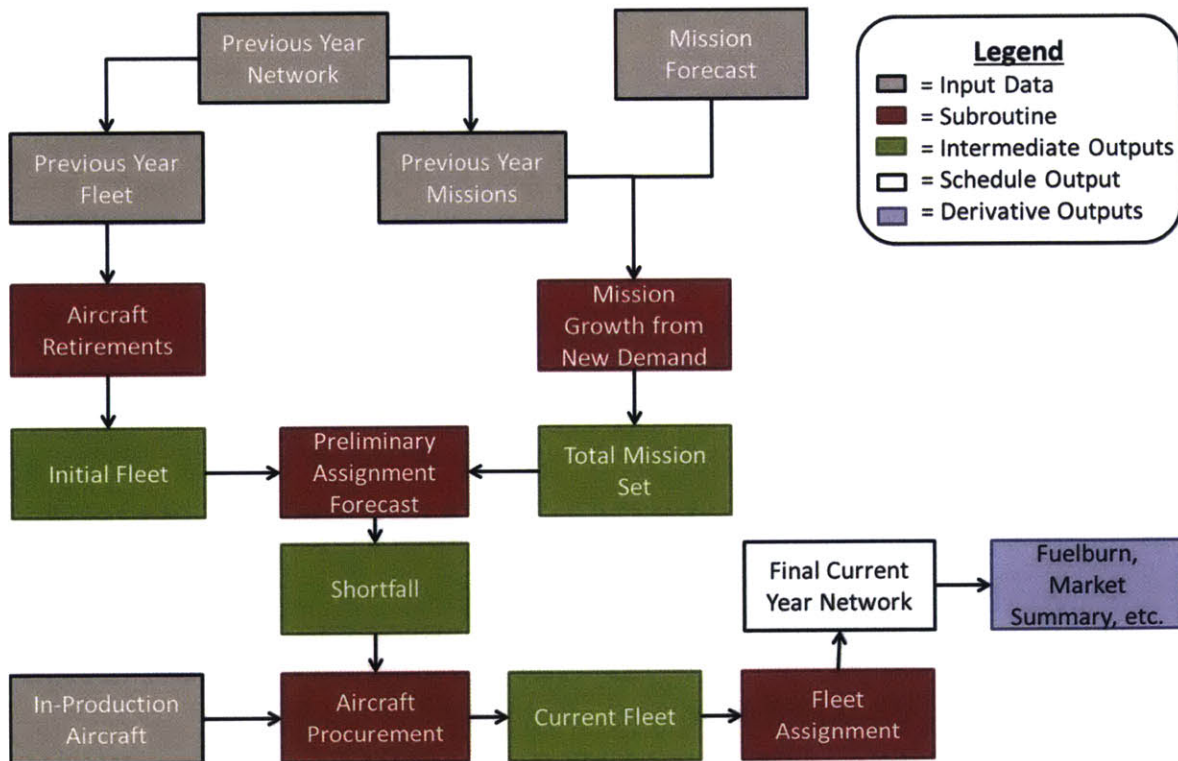 Previous Year
Network
Mission
Forecast
Legend
= Input Data
= Subroutine
= Intermediate Outputs
= Schedule Output
= Derivative Outputs
Previous Year
Fleet
Previous Year
Missions
Aircraft
Retirements
Mission
Growth from
New Demand
Initial Fleet
Preliminary
Assignment
Forecast
Total Mission
Set
Shortfall
Final Current
Year Network
Fuelburn,
Market
Summary, etc.
In-Production
Aircraft
Aircraft
Procurement
Current Fleet
Fleet
Assignment